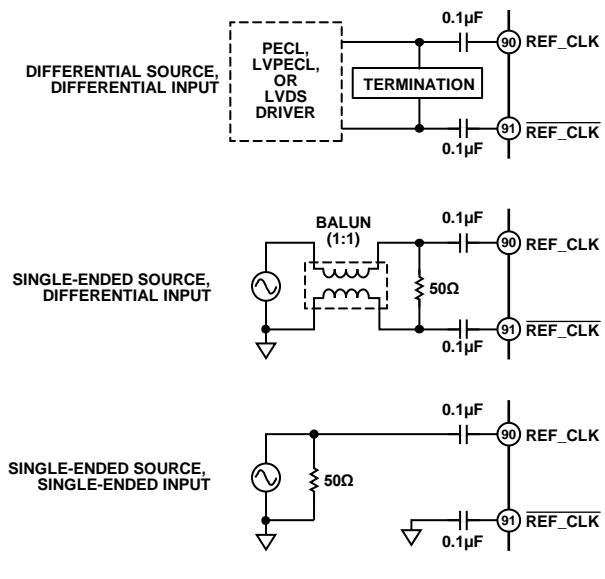 0.1µF
90
REF_CLK
PECL,
LVPECL,
OR
LVDS
DRIVER
TERMINATION
DIFFERENTIAL SOURCE,
DIFFERENTIAL INPUT
91
REF_CLK
0.1µF
BALUN
(1:1)
0.1µF
90
REF_CLK
SINGLE-ENDED SOURCE,
DIFFERENTIAL INPUT
50Ω
91
REF_CLK
0.1µF
0.1µF
90
REF_CLK
SINGLE-ENDED SOURCE,
SINGLE-ENDED INPUT
50Ω
91
REF_CLK
0.1µF